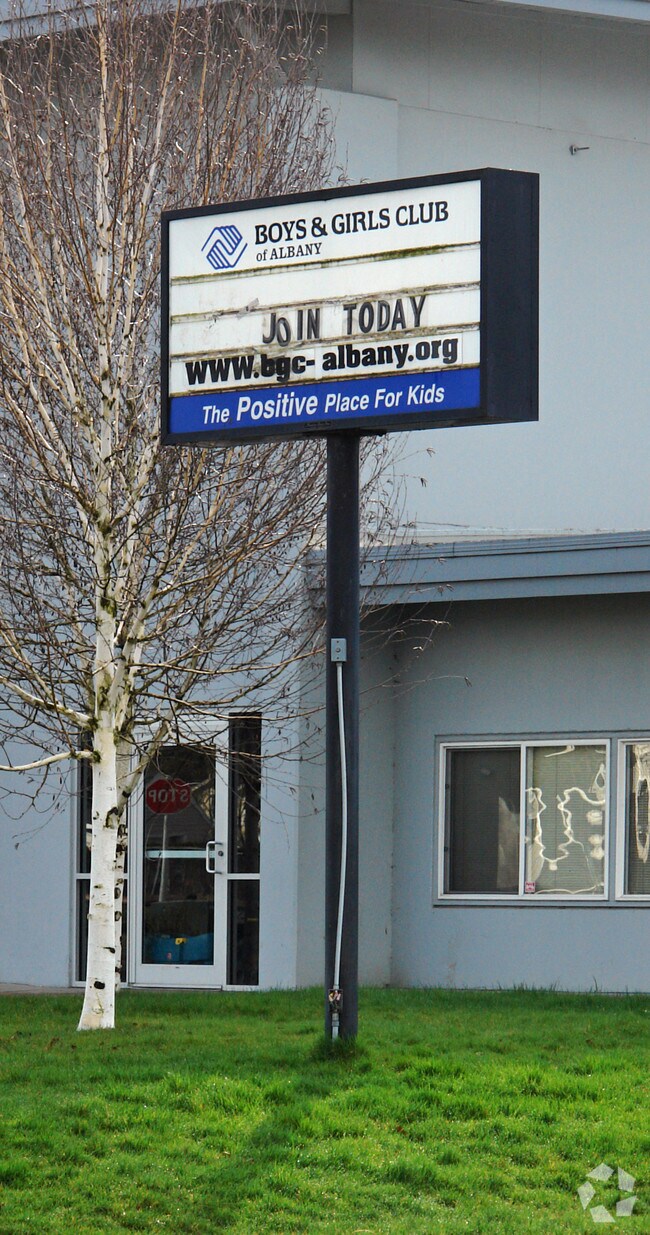 BOYS & GIRLS CLUB
of ALBANY
JOIN TODAY
WWW.bgc- albany.org
The Positive Place For Kids
STOP